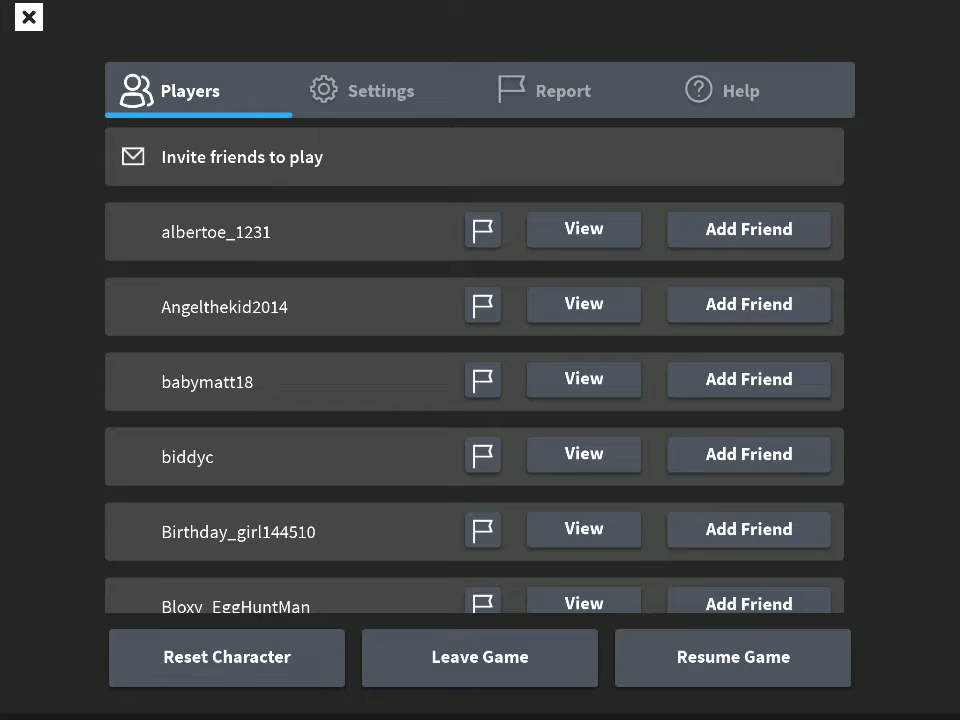 Players Settings Report Help
Invite friends to play
albertoe_1231 View Add Friend
Angelthekid2014 View Add Friend
babymatt18 View Add Friend
biddyc View Add Friend
Birthday_girl144510 View Add Friend
Bloxy_EggHuntMan View Add Friend
Reset Character Leave Game Resume Game